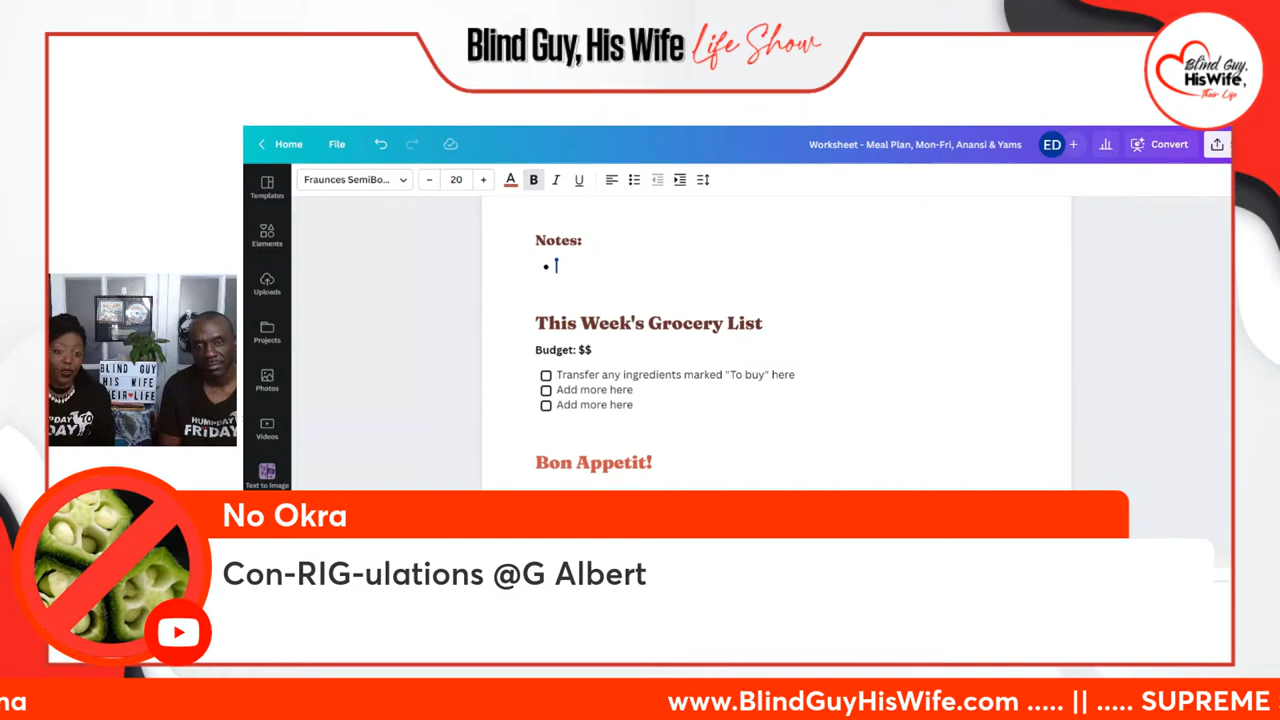 Blind Guy, His Wife Life Show
Blind Guy,
His Wife,
Their Life
Home File Worksheet - Meal Plan, Mon-Fri, Anansi & Yams ED + Convert
Fraunces SemiBo... − 20 + A B I U
Templates
Elements
Uploads
Projects
Photos
Videos
Text to Image
Notes:
•
This Week's Grocery List
Budget: $$
Transfer any ingredients marked "To buy" here
Add more here
Add more here
Bon Appetit!
BLIND GUY
HIS WIFE
THEIR LIFE
HUMPDAY TO
FRIDAY
No Okra
Con-RIG-ulations @G Albert
na www.BlindGuyHisWife.com ..... || ..... SUPREME